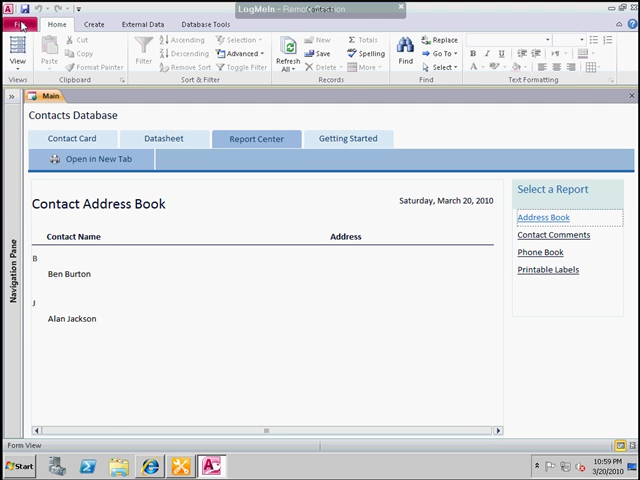 LogMeIn - Remote Session
Contacts
Home Create External Data Database Tools
View
Views
Paste
Cut
Copy
Format Painter
Clipboard
Filter
Ascending
Descending
Remove Sort
Selection
Advanced
Toggle Filter
Sort & Filter
Refresh
All
New
Save
Delete
Totals
Spelling
More
Records
Find
Replace
Go To
Select
Find
B I U
Text Formatting
Main
Contacts Database
Contact Card Datasheet Report Center Getting Started
Open in New Tab
Navigation Pane
Contact Address Book
Saturday, March 20, 2010
Contact Name Address
B
Ben Burton
J
Alan Jackson
Select a Report
Address Book
Contact Comments
Phone Book
Printable Labels
Form View
Start
10:59 PM
3/20/2010